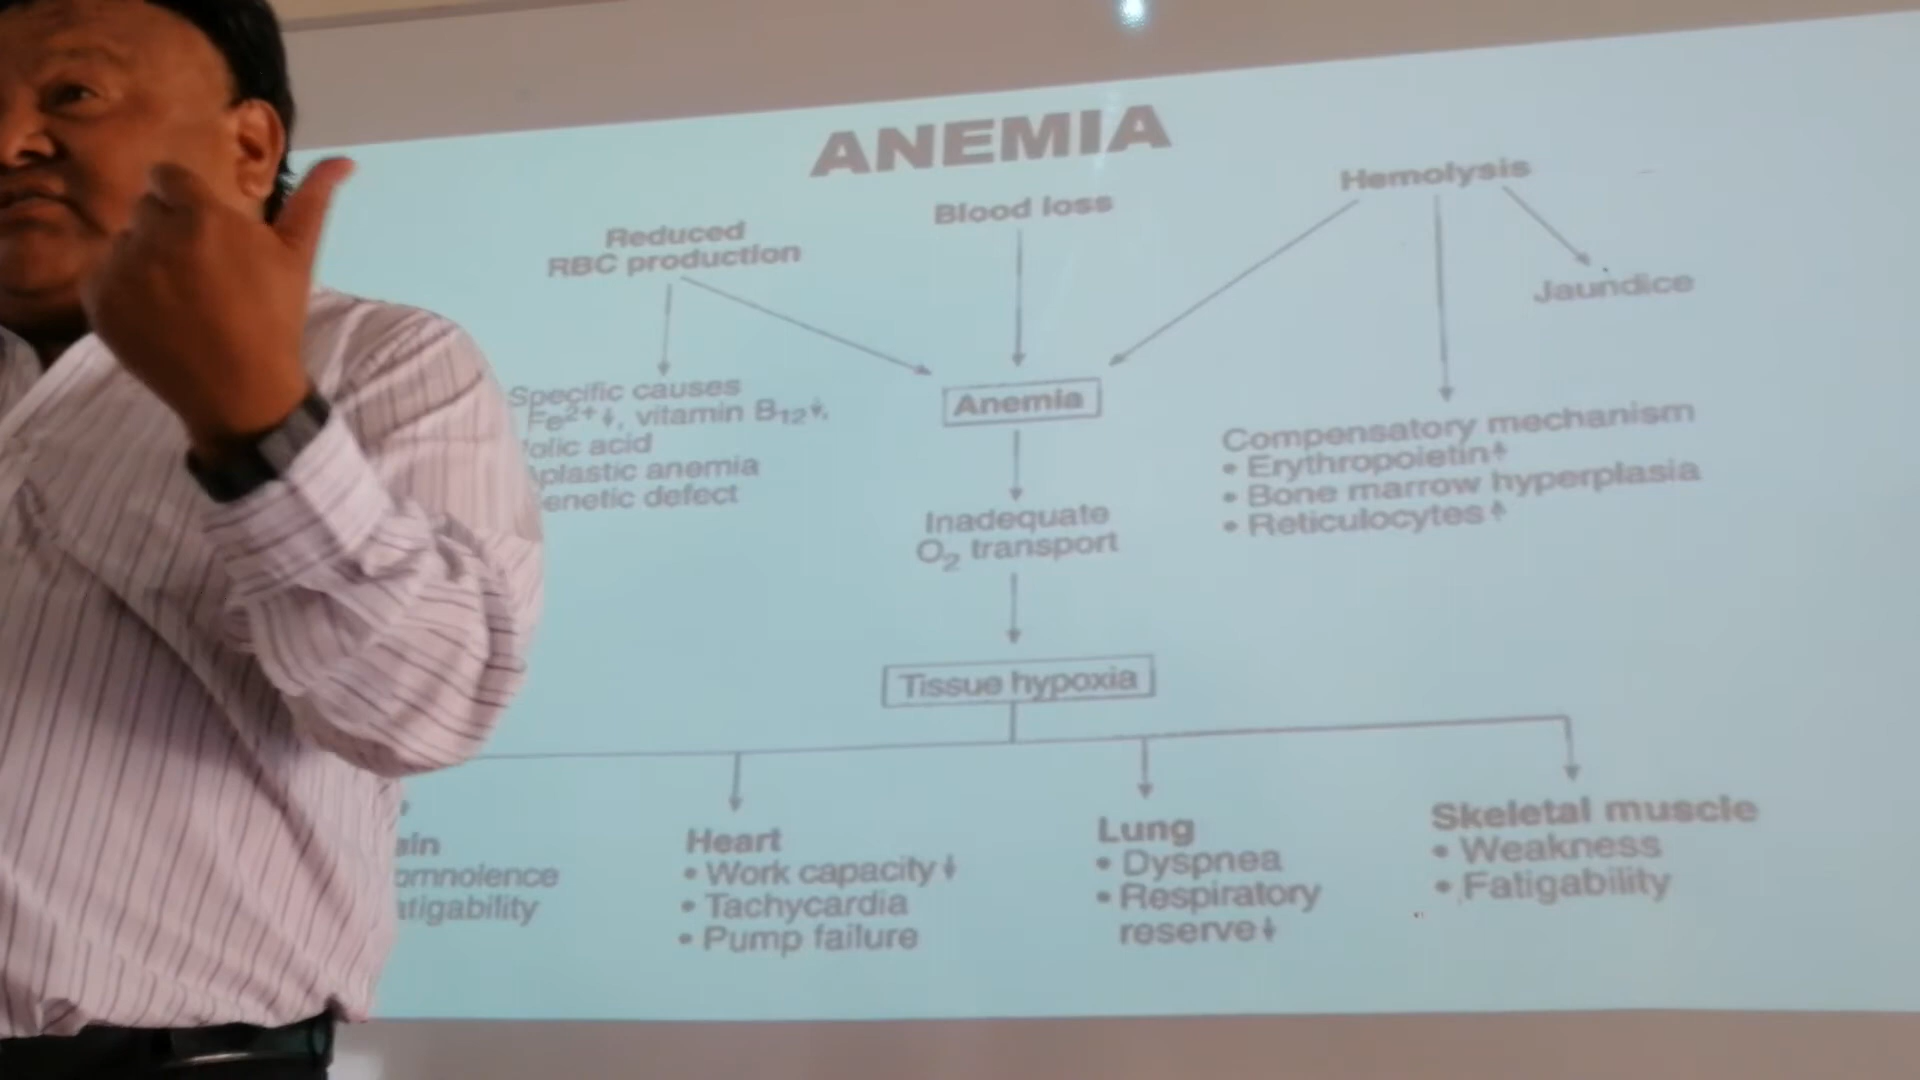 ANEMIA
Reduced
RBC production
Blood loss
Hemolysis
Jaundice
Specific causes
Fe2+↓, vitamin B12↓,
olic acid
plastic anemia
enetic defect
Anemia
Compensatory mechanism
• Erythropoietin↑
• Bone marrow hyperplasia
• Reticulocytes↑
Inadequate
O2 transport
Tissue hypoxia
ain
omnolence
atigability
Heart
• Work capacity↓
• Tachycardia
• Pump failure
Lung
• Dyspnea
• Respiratory
reserve↓
Skeletal muscle
• Weakness
• Fatigability